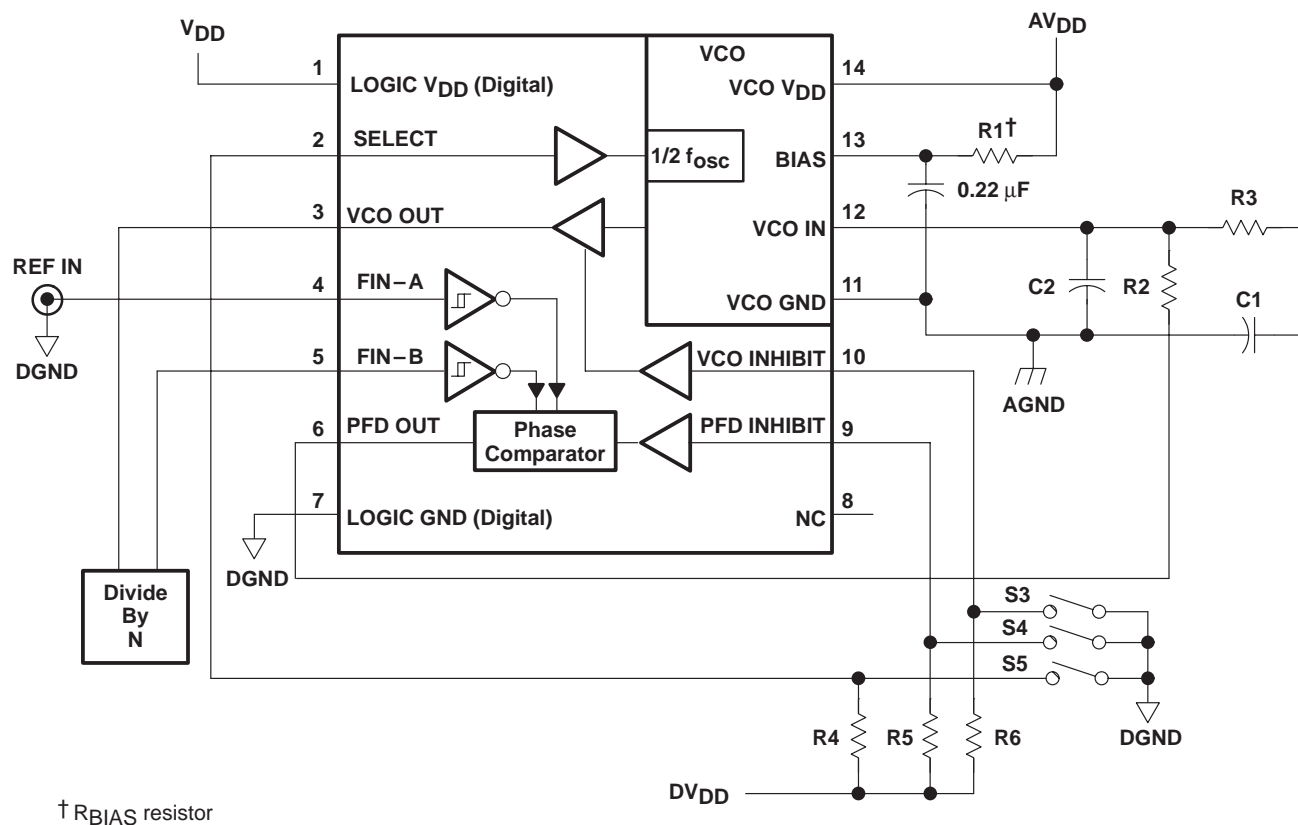 VDD
AVDD
VCO
1
LOGIC VDD (Digital)
VCO VDD
14
2
SELECT
1/2 fosc
BIAS
13
R1†
0.22 μF
3
VCO OUT
VCO IN
12
R3
REF IN
4
FIN–A
VCO GND
11
C2
R2
C1
DGND
5
FIN–B
VCO INHIBIT
10
AGND
6
PFD OUT
Phase
Comparator
PFD INHIBIT
9
7
LOGIC GND (Digital)
NC
8
DGND
Divide
By
N
S3
S4
S5
R4
R5
R6
DGND
DVDD
† RBIAS resistor